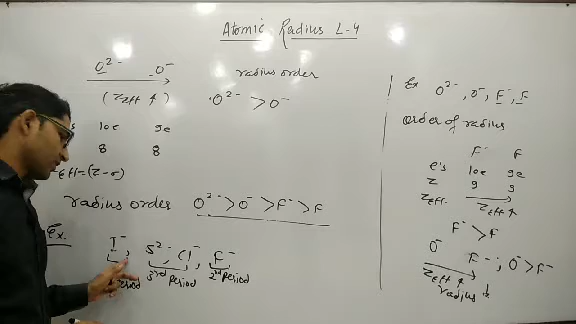 Atomic Radius L-4
O²⁻ O⁻
(Zeff ↑)
radius order
O²⁻ > O⁻
10e 9e
8 8
eff = (Z-σ)
radius order O²⁻ > O⁻ > F⁻ > F
Ex.
I⁻, S²⁻, Cl⁻, F⁻
3rd Period 2nd Period
Ex O²⁻, O⁻, F⁻, F
order of radius
F⁻ F
e's 10e 9e
Z 9 9
Zeff. Zeff ↑
F⁻ > F
O⁻ F⁻ ; O⁻ > F⁻
Zeff ↑
radius ↓